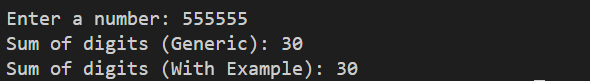 Enter a number: 555555
Sum of digits (Generic): 30
Sum of digits (With Example): 30